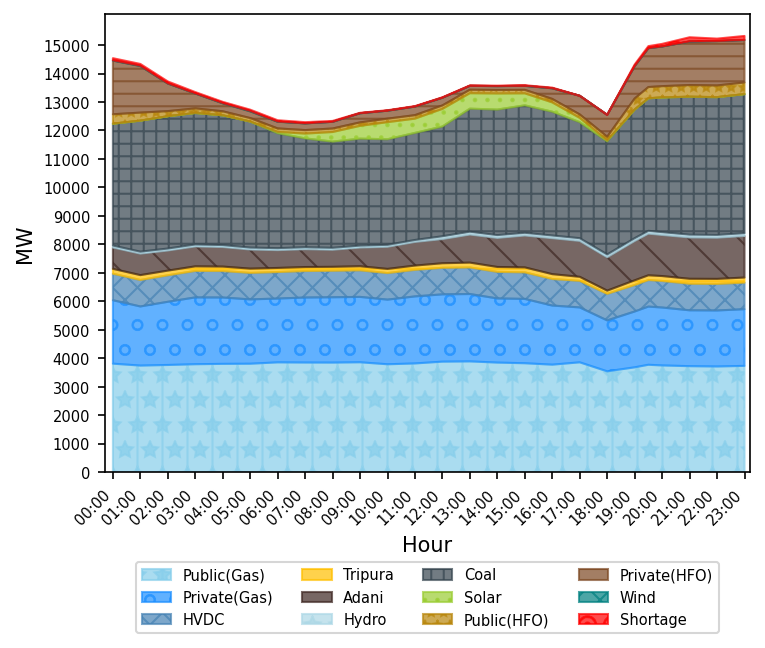 MW
15000
14000
13000
12000
11000
10000
9000
8000
7000
6000
5000
4000
3000
2000
1000
0
00:00 01:00 02:00 03:00 04:00 05:00 06:00 07:00 08:00 09:00 10:00 11:00 12:00 13:00 14:00 15:00 16:00 17:00 18:00 19:00 20:00 21:00 22:00 23:00
Hour
Public(Gas) Tripura Coal Private(HFO)
Private(Gas) Adani Solar Wind
HVDC Hydro Public(HFO) Shortage